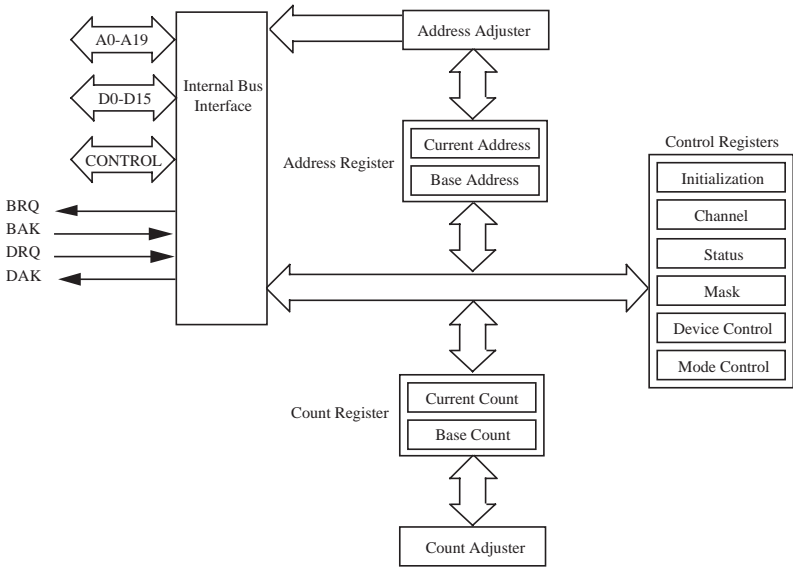 A0-A19
D0-D15
CONTROL
BRQ
BAK
DRQ
DAK
Internal Bus
Interface
Address Adjuster
Address Register
Current Address
Base Address
Control Registers
Initialization
Channel
Status
Mask
Device Control
Mode Control
Count Register
Current Count
Base Count
Count Adjuster